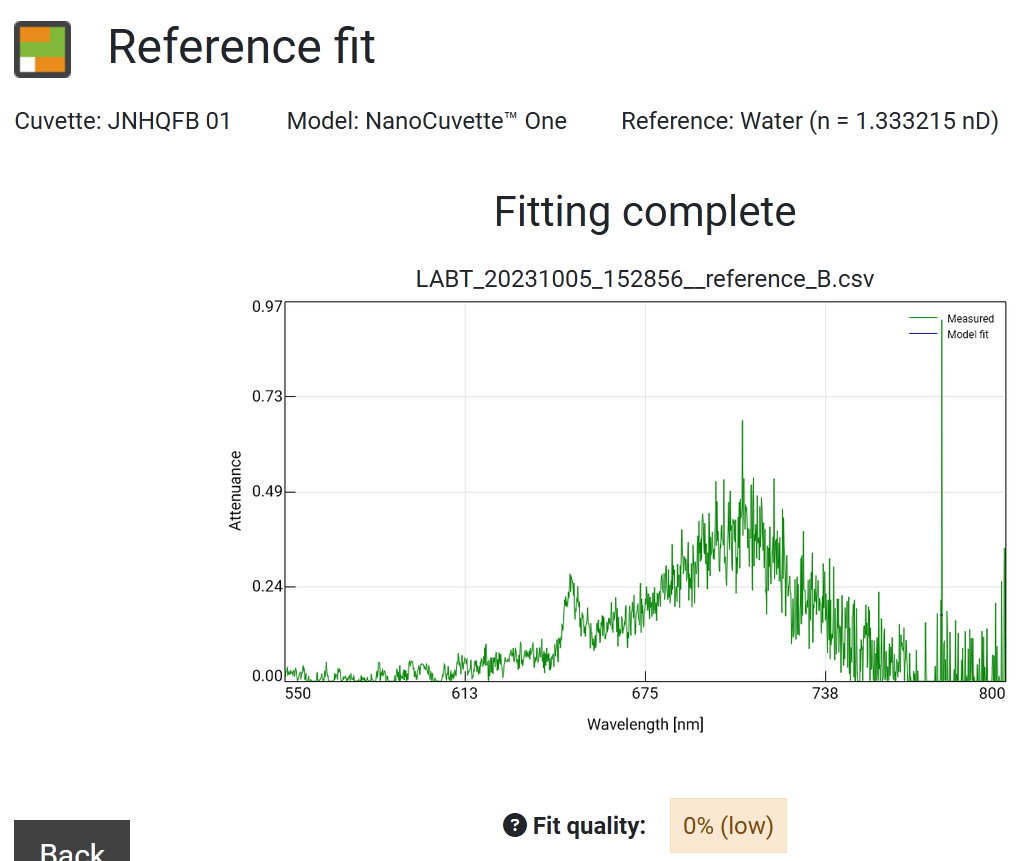 Reference fit
Cuvette: JNHQFB 01 Model: NanoCuvette™ One Reference: Water (n = 1.333215 nD)
Fitting complete
LABT_20231005_152856__reference_B.csv
0.97
Measured
Model fit
0.73
Attenuance
0.49
0.24
0.00
550 613 675 738 800
Wavelength [nm]
? Fit quality: 0% (low)
Back